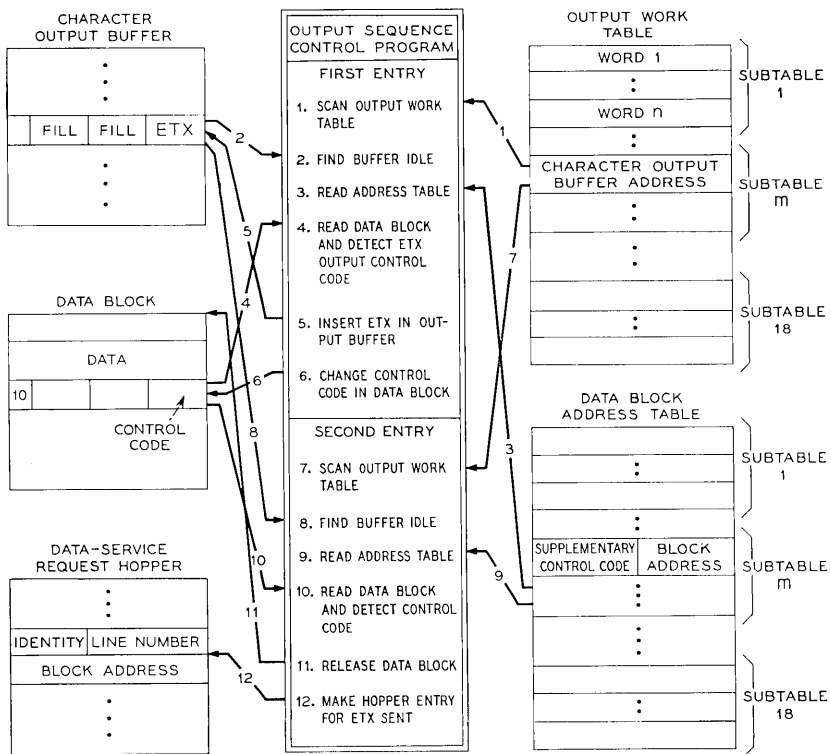 CHARACTER
OUTPUT BUFFER
FILL FILL ETX
DATA BLOCK
DATA
10
CONTROL
CODE
DATA-SERVICE
REQUEST HOPPER
IDENTITY LINE NUMBER
BLOCK ADDRESS
2
5
4
6
8
10
11
12
OUTPUT SEQUENCE
CONTROL PROGRAM
FIRST ENTRY
1. SCAN OUTPUT WORK
TABLE
2. FIND BUFFER IDLE
3. READ ADDRESS TABLE
4. READ DATA BLOCK
AND DETECT ETX
OUTPUT CONTROL
CODE
5. INSERT ETX IN OUT-
PUT BUFFER
6. CHANGE CONTROL
CODE IN DATA BLOCK
SECOND ENTRY
7. SCAN OUTPUT WORK
TABLE
8. FIND BUFFER IDLE
9. READ ADDRESS TABLE
10. READ DATA BLOCK
AND DETECT CONTROL
CODE
11. RELEASE DATA BLOCK
12. MAKE HOPPER ENTRY
FOR ETX SENT
1
7
3
9
OUTPUT WORK
TABLE
WORD 1
WORD n
CHARACTER OUTPUT
BUFFER ADDRESS
SUBTABLE
1
SUBTABLE
m
SUBTABLE
18
DATA BLOCK
ADDRESS TABLE
SUPPLEMENTARY
CONTROL CODE
BLOCK
ADDRESS
SUBTABLE
1
SUBTABLE
m
SUBTABLE
18